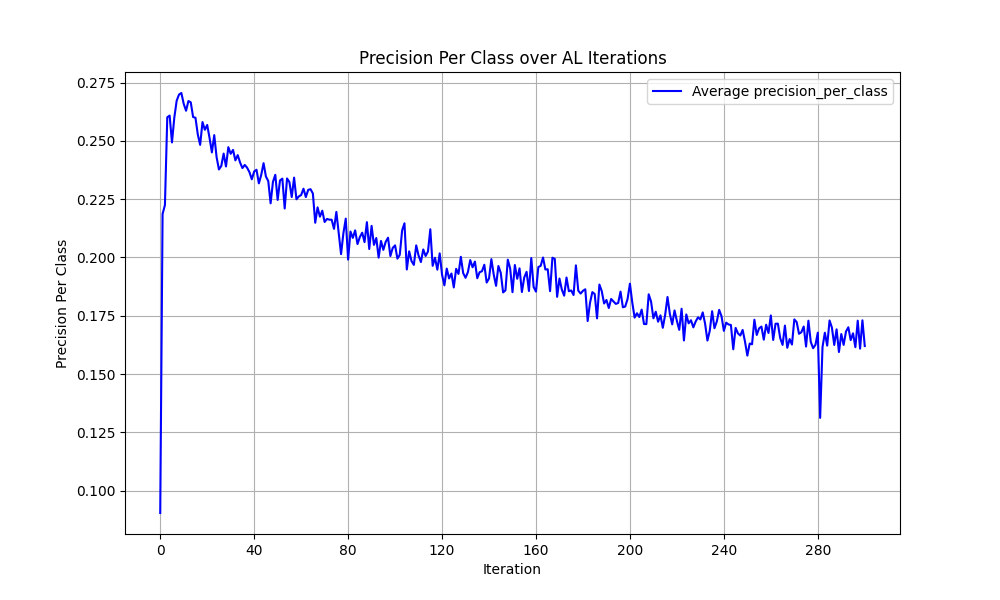 Precision Per Class over AL Iterations
Average precision_per_class
Precision Per Class
0.275
0.250
0.225
0.200
0.175
0.150
0.125
0.100
0 40 80 120 160 200 240 280
Iteration